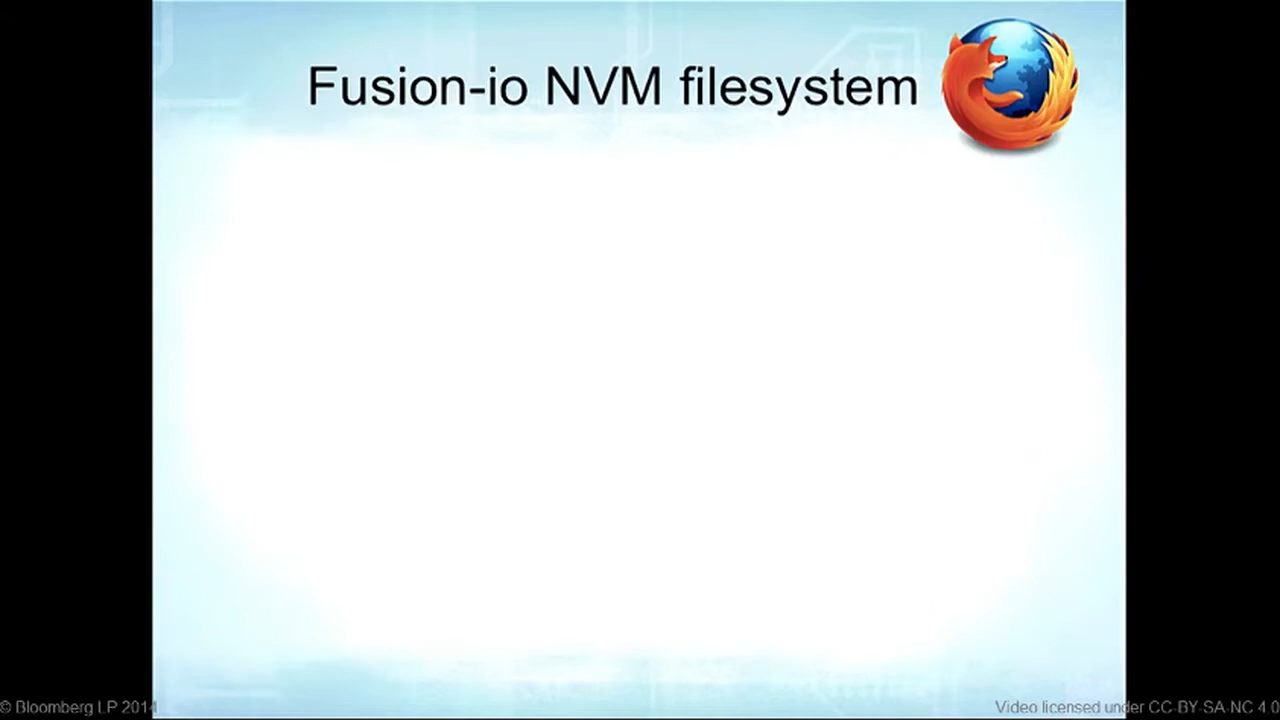 Fusion-io NVM filesystem
© Bloomberg LP 2014
Video licensed under CC-BY-SA-NC 4.0